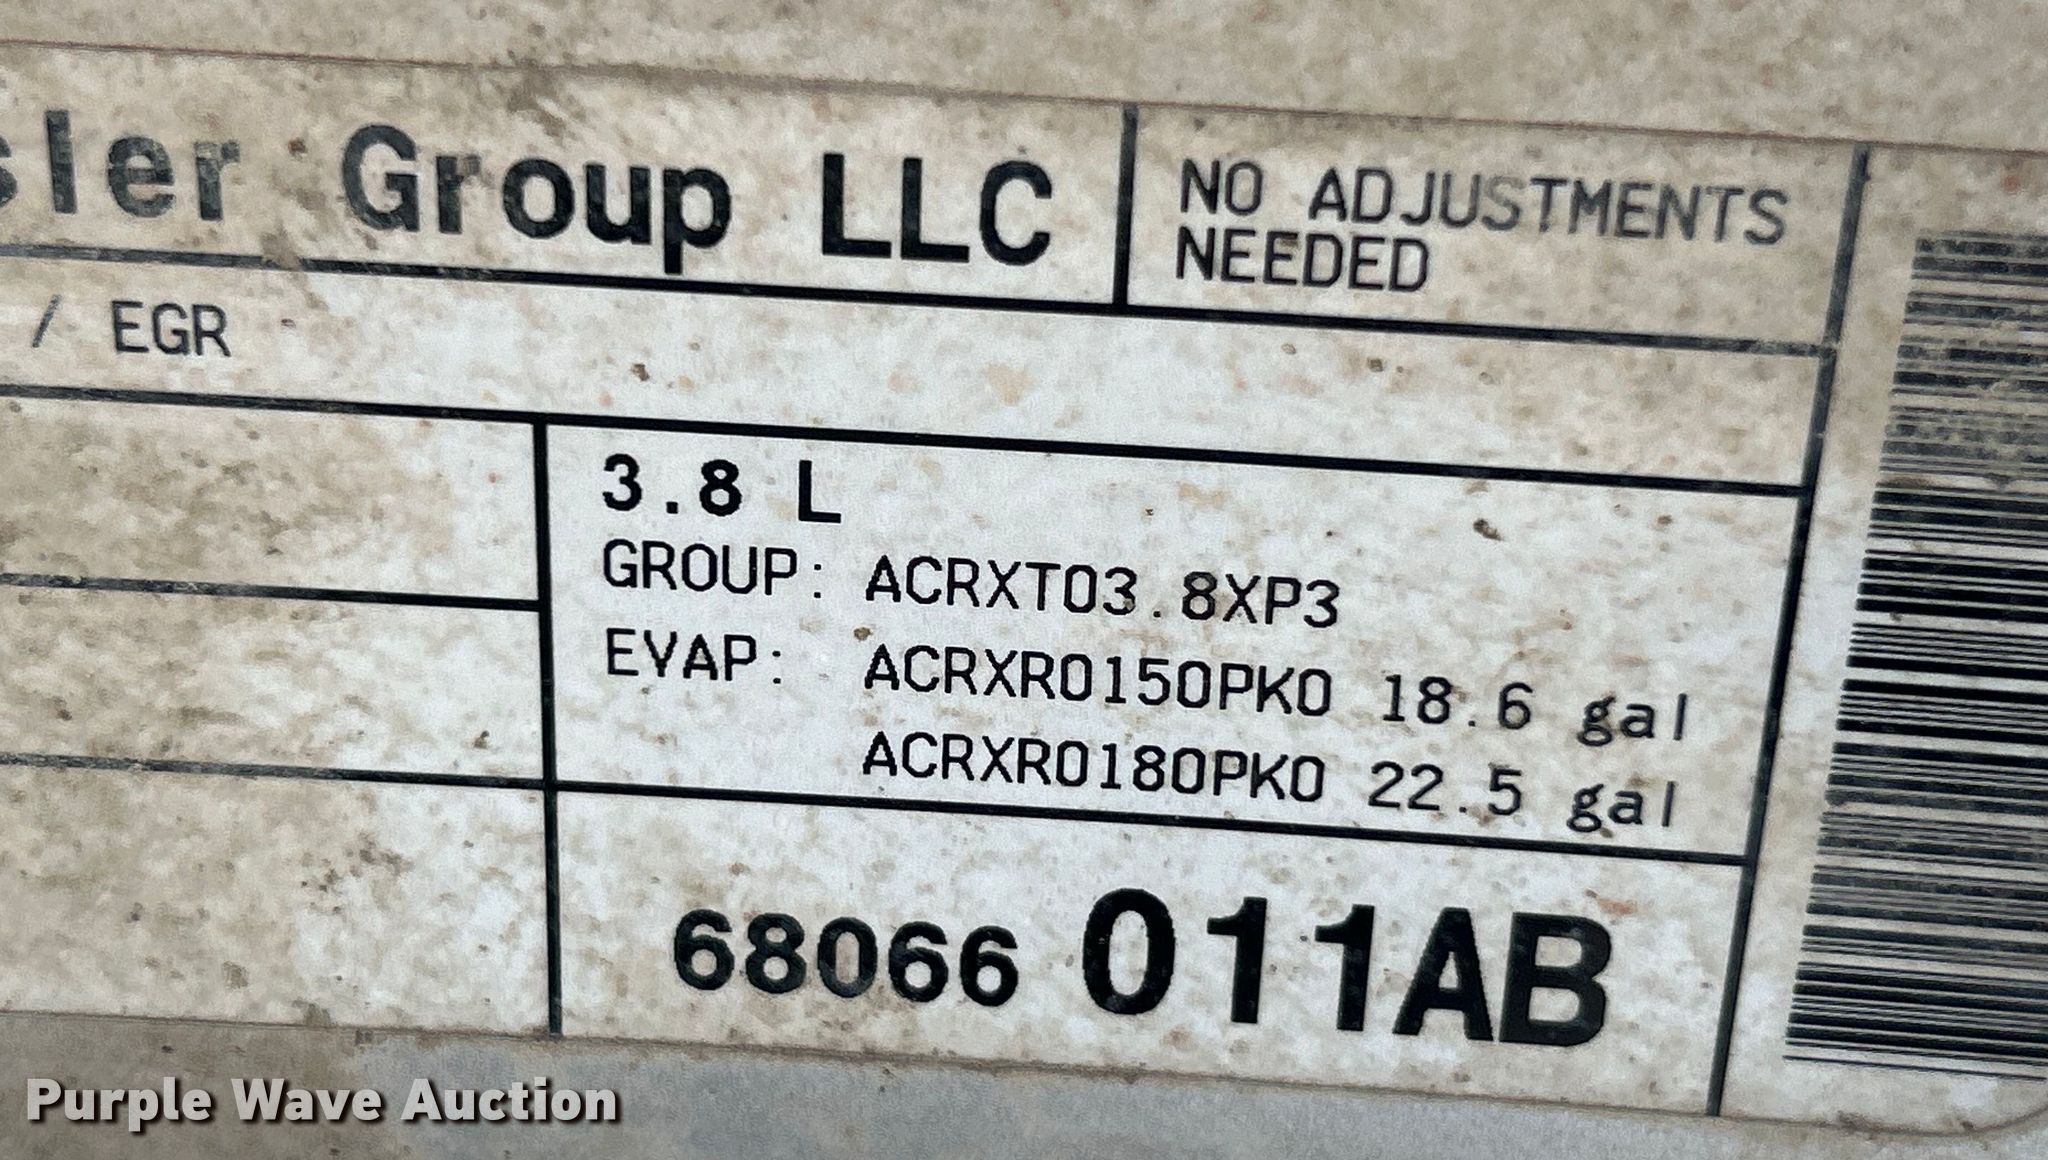 sler Group LLC
NO ADJUSTMENTS
NEEDED
/ EGR
3.8 L
GROUP: ACRXT03.8XP3
EVAP: ACRXR0150PK0 18.6 gal
ACRXR0180PK0 22.5 gal
68066 011AB
Purple Wave Auction